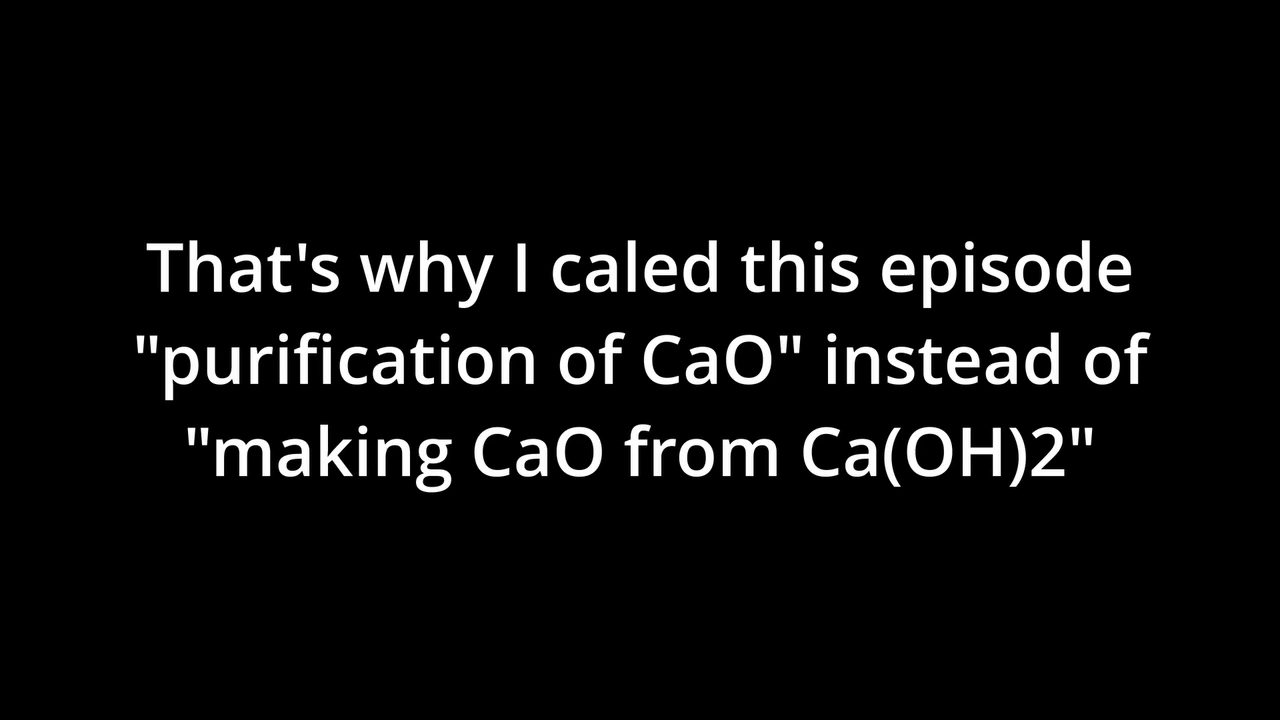 That's why I caled this episode
"purification of CaO" instead of
"making CaO from Ca(OH)2"